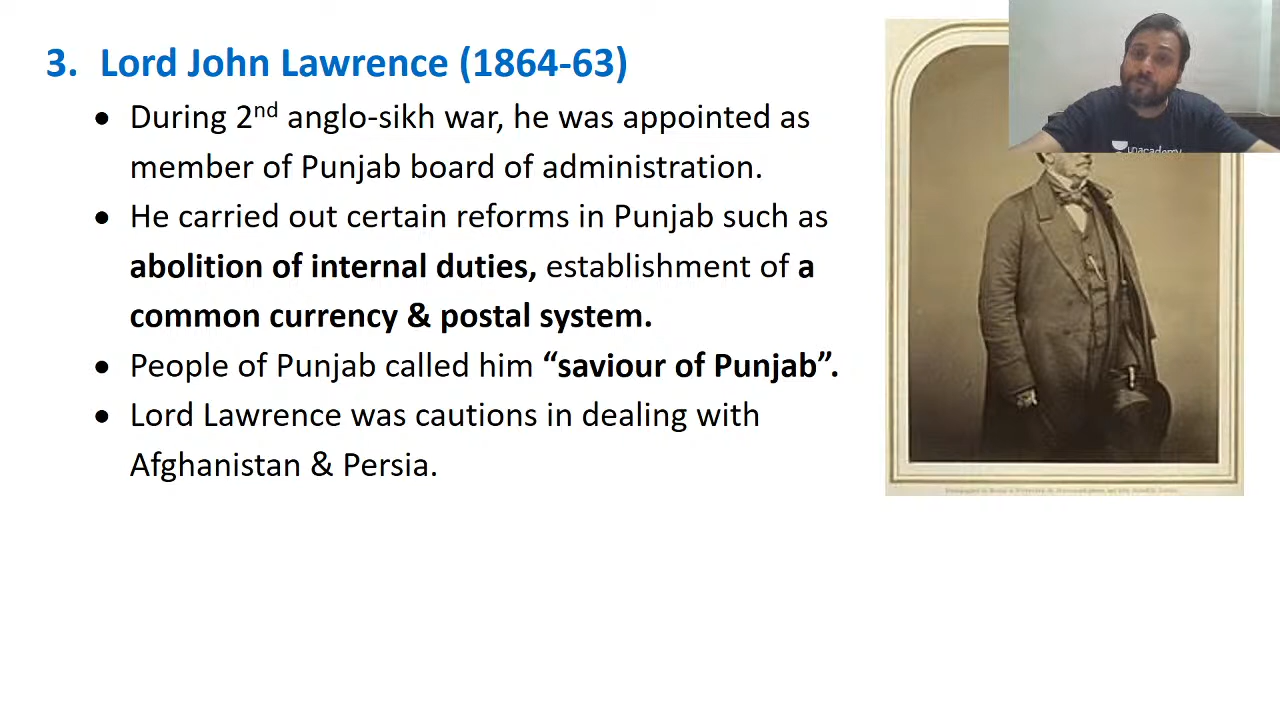 3. Lord John Lawrence (1864-63)
• During 2nd anglo-sikh war, he was appointed as
member of Punjab board of administration.
• He carried out certain reforms in Punjab such as
abolition of internal duties, establishment of a
common currency & postal system.
• People of Punjab called him “saviour of Punjab”.
• Lord Lawrence was cautions in dealing with
Afghanistan & Persia.
unacademy